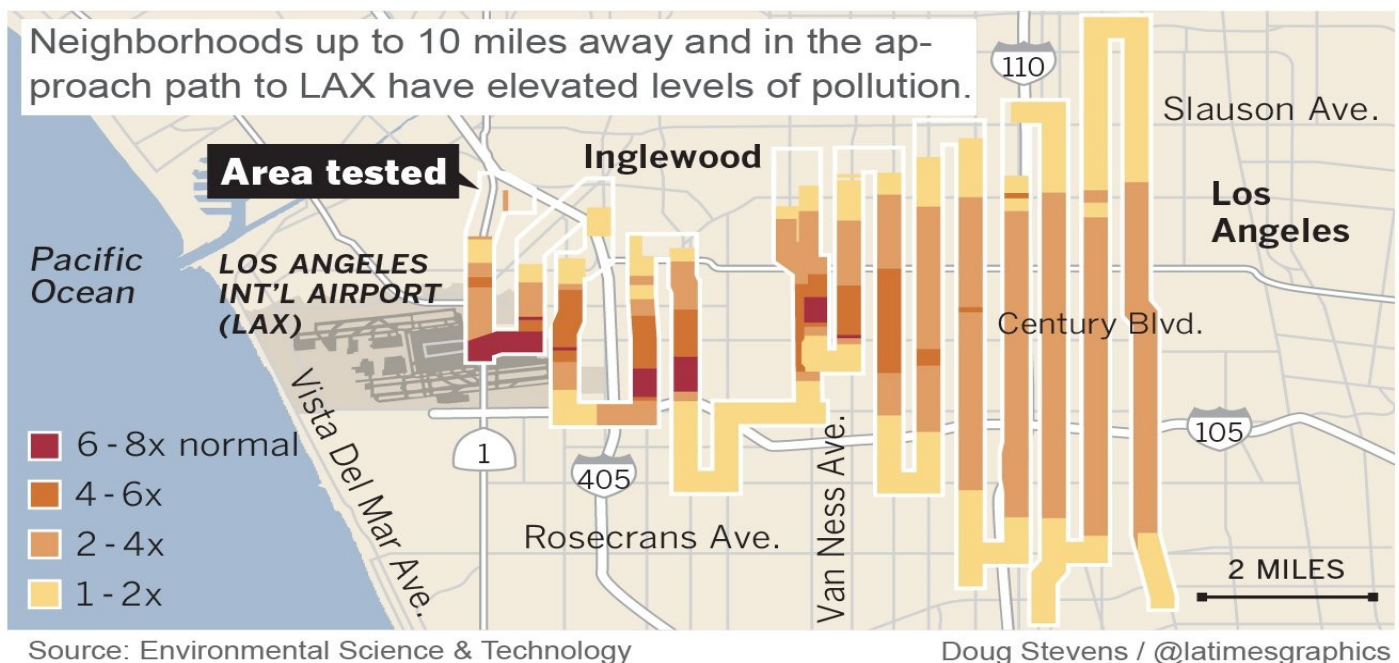 Neighborhoods up to 10 miles away and in the ap-
proach path to LAX have elevated levels of pollution.
110
Slauson Ave.
Area tested
Inglewood
Los
Angeles
Pacific
Ocean
LOS ANGELES
INT'L AIRPORT
(LAX)
Century Blvd.
Vista Del Mar Ave.
1
405
Rosecrans Ave.
Van Ness Ave.
105
6 - 8x normal
4 - 6x
2 - 4x
1 - 2x
2 MILES
Source: Environmental Science & Technology
Doug Stevens / @latimesgraphics